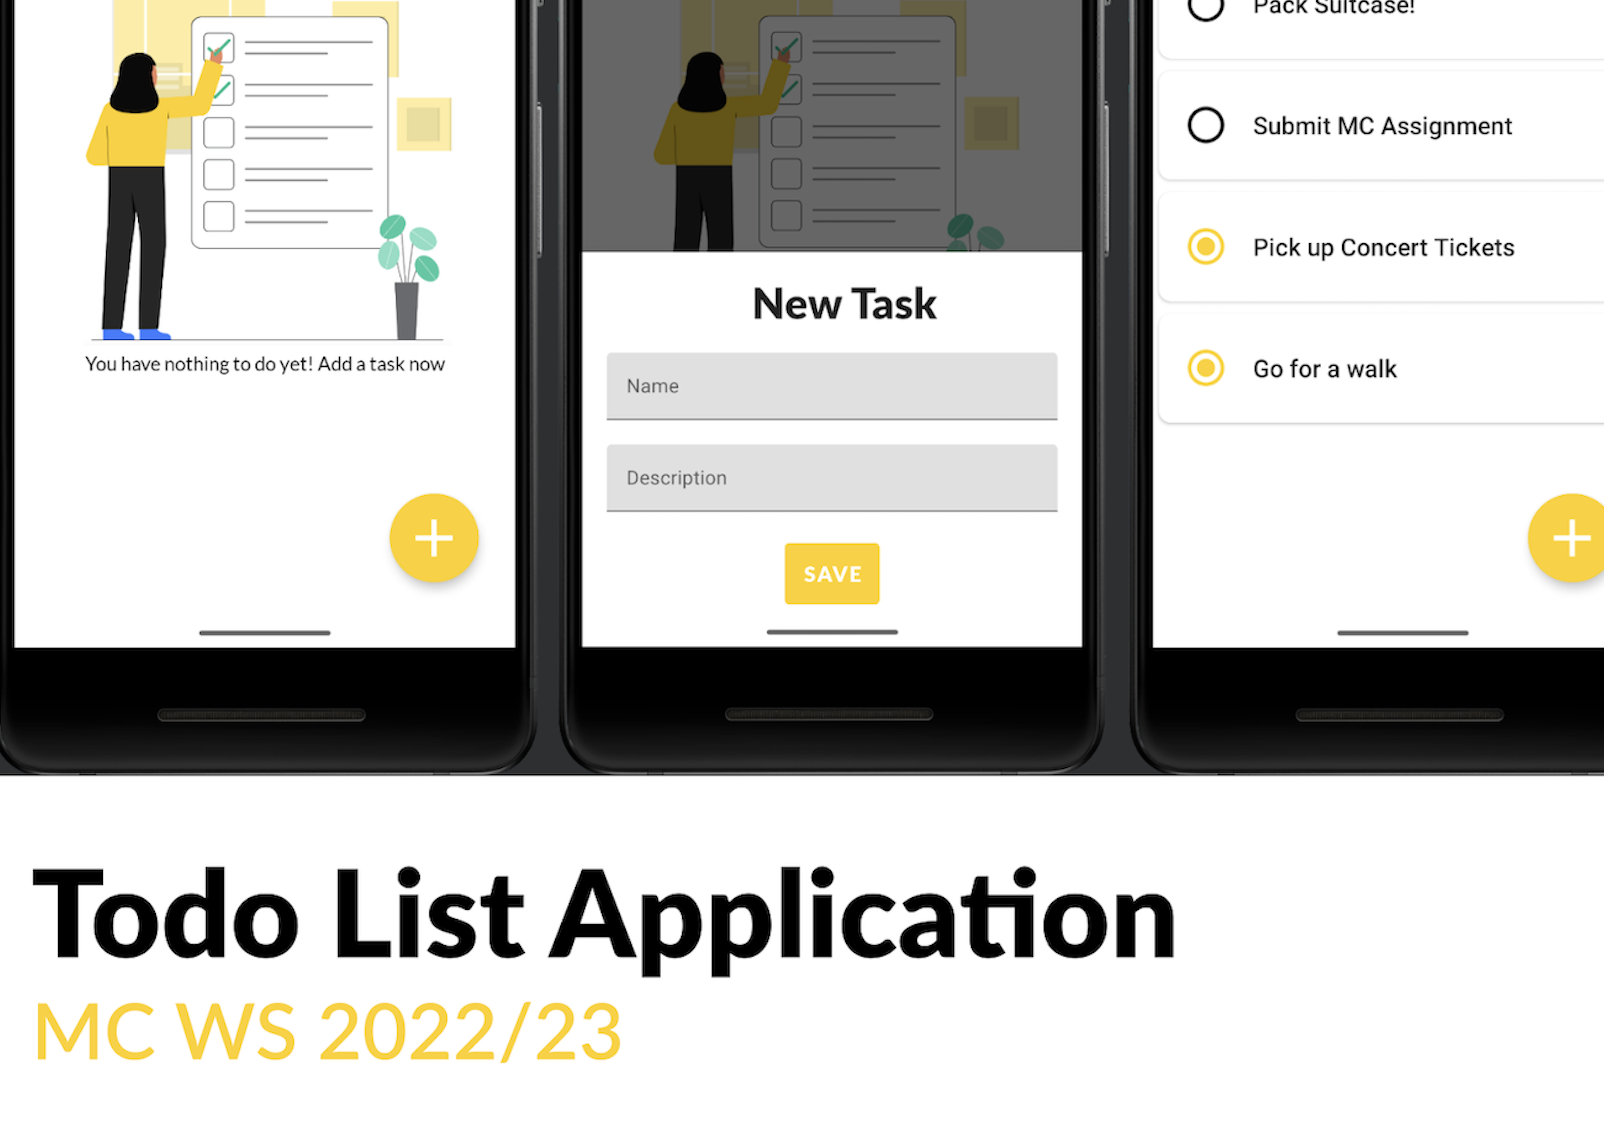 You have nothing to do yet! Add a task now
New Task
Name
Description
SAVE
Pack Suitcase!
Submit MC Assignment
Pick up Concert Tickets
Go for a walk
Todo List Application
MC WS 2022/23